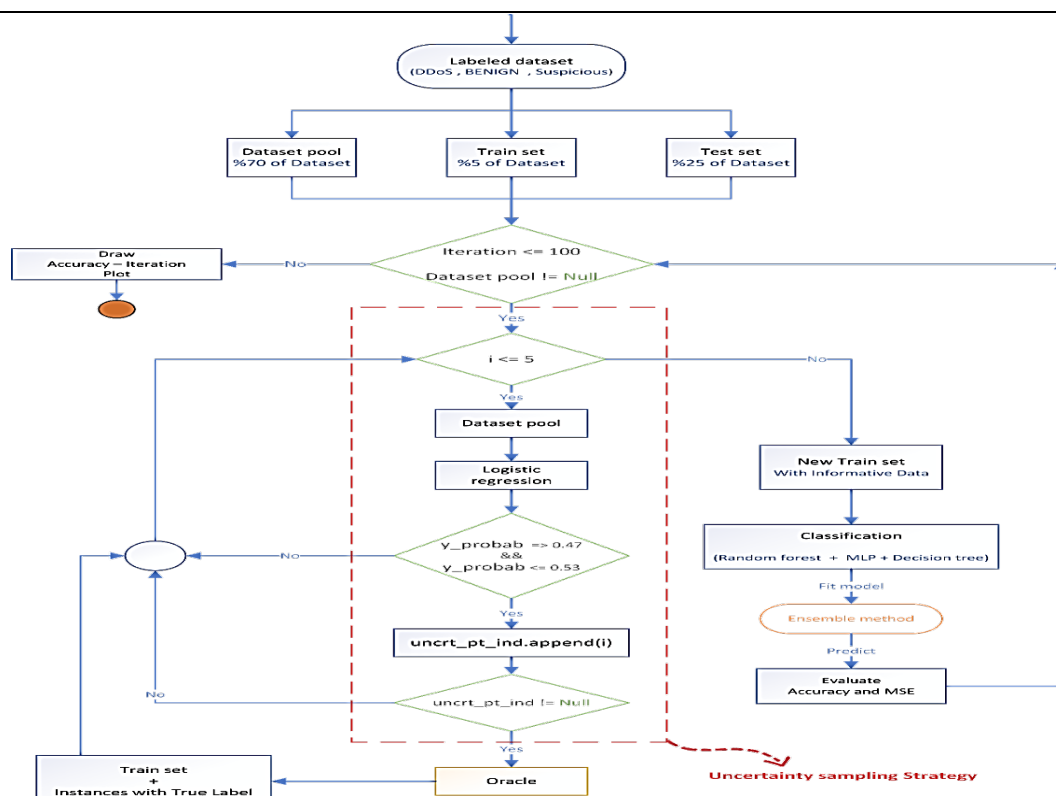 Labeled dataset
(DDoS , BENIGN , Suspicious)
Dataset pool
%70 of Dataset
Train set
%5 of Dataset
Test set
%25 of Dataset
Iteration <= 100
Dataset pool != Null
No
Draw
Accuracy – Iteration
Plot
Yes
i <= 5
No
Yes
Dataset pool
Logistic
regression
New Train set
With Informative Data
y_probab => 0.47
&&
y_probab <= 0.53
No
Classification
(Random forest + MLP + Decision tree)
Fit model
Yes
Ensemble method
uncrt_pt_ind.append(i)
Predict
Evaluate
Accuracy and MSE
No
uncrt_pt_ind != Null
Yes
Train set
+
Instances with True Label
Oracle
Uncertainty sampling Strategy